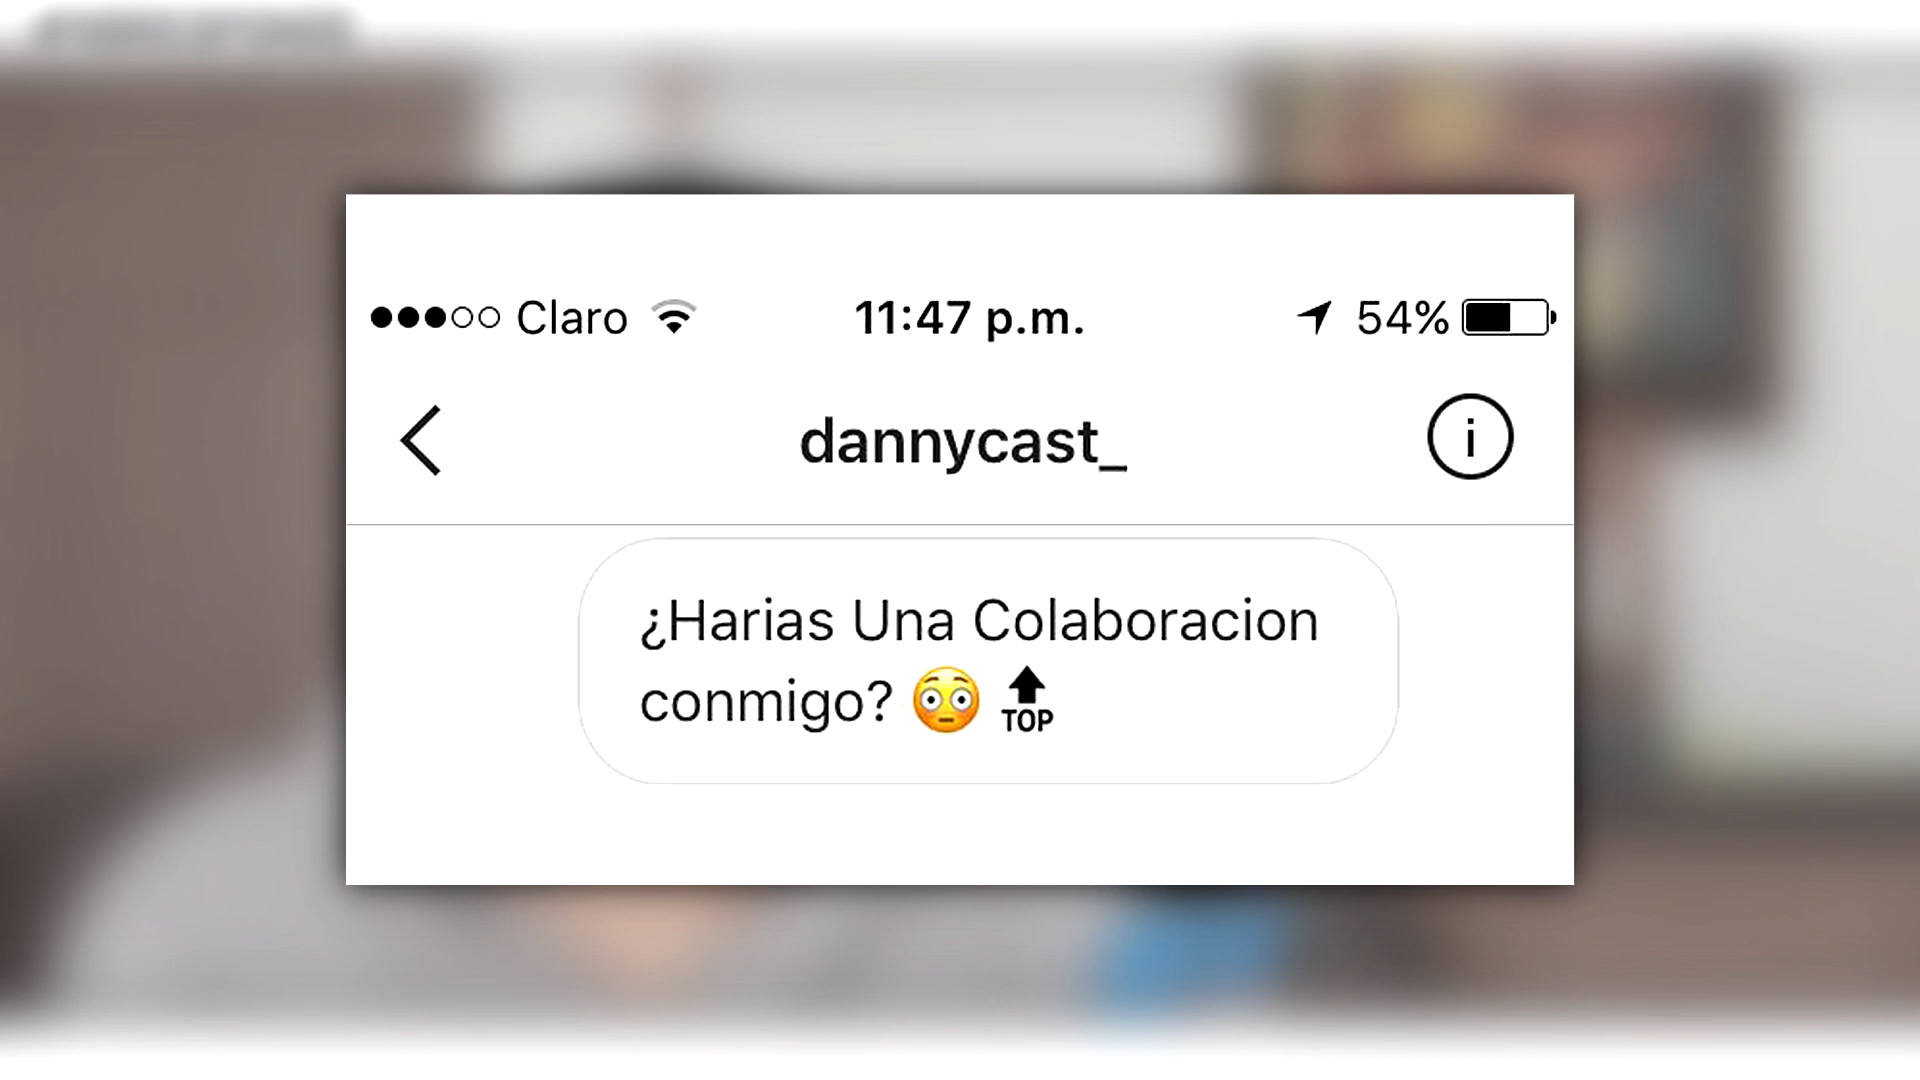 Claro 11:47 p.m. 54%
dannycast_
i
¿Harias Una Colaboracion
conmigo? 😳 🔝